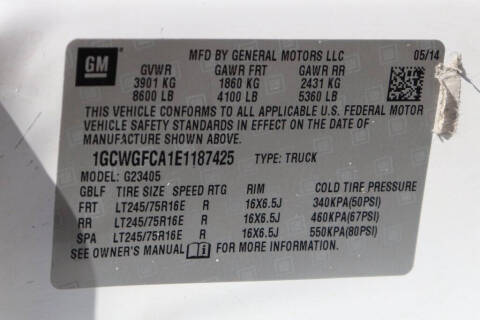 GM MFD BY GENERAL MOTORS LLC 05/14
GVWR GAWR FRT GAWR RR
3901 KG 1860 KG 2431 KG
8600 LB 4100 LB 5360 LB
THIS VEHICLE CONFORMS TO ALL APPLICABLE U.S. FEDERAL MOTOR
VEHICLE SAFETY STANDARDS IN EFFECT ON THE DATE OF
MANUFACTURE SHOWN ABOVE.
1GCWGFCA1E1187425 TYPE: TRUCK
MODEL: G23405
GBLF TIRE SIZE SPEED RTG RIM COLD TIRE PRESSURE
FRT LT245/75R16E R 16X6.5J 340KPA(50PSI)
RR LT245/75R16E R 16X6.5J 460KPA(67PSI)
SPA LT245/75R16E R 16X6.5J 550KPA(80PSI)
SEE OWNER'S MANUAL FOR MORE INFORMATION.